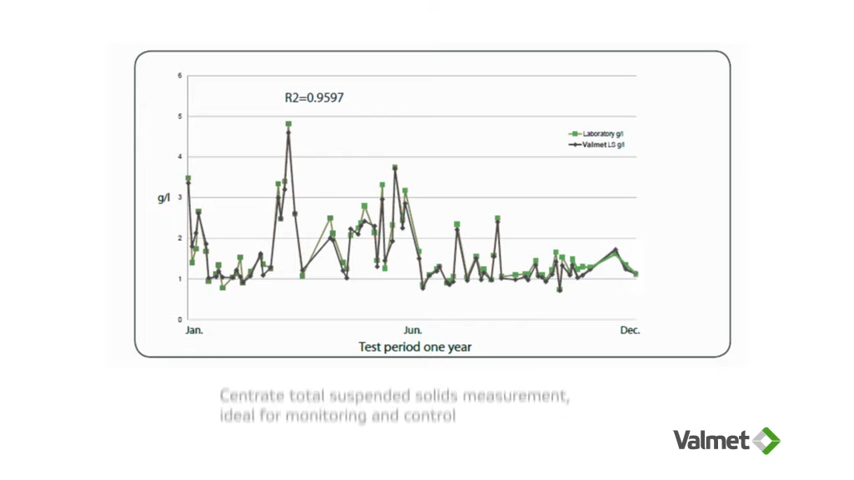 6
R2=0.9597
5
Laboratory g/l
Valmet LS g/l
4
g/l
3
2
1
0
Jan.
Jun.
Dec.
Test period one year
Centrate total suspended solids measurement,
ideal for monitoring and control
Valmet